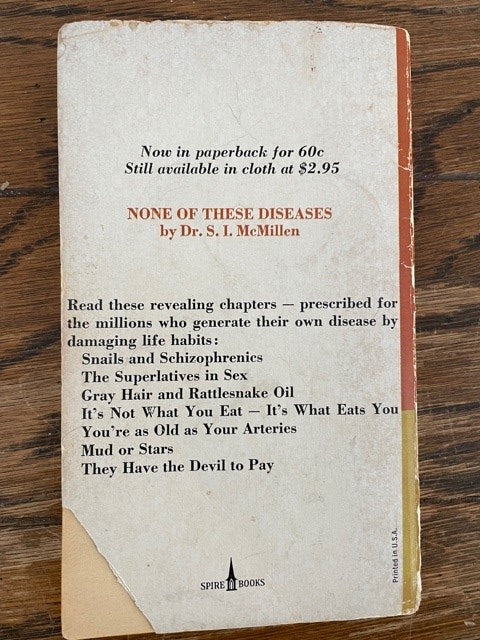 Now in paperback for 60c
Still available in cloth at $2.95
NONE OF THESE DISEASES
by Dr. S. I. McMillen
Read these revealing chapters — prescribed for
the millions who generate their own disease by
damaging life habits:
Snails and Schizophrenics
The Superlatives in Sex
Gray Hair and Rattlesnake Oil
It's Not What You Eat — It's What Eats You
You're as Old as Your Arteries
Mud or Stars
They Have the Devil to Pay
SPIRE BOOKS
Printed in U.S.A.